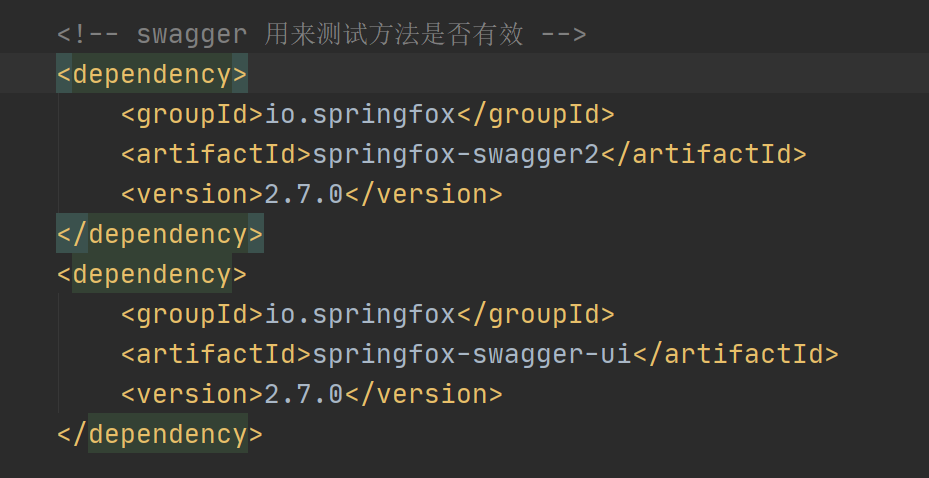 <!-- swagger 用来测试方法是否有效 -->
<dependency>
    <groupId>io.springfox</groupId>
    <artifactId>springfox-swagger2</artifactId>
    <version>2.7.0</version>
</dependency>
<dependency>
    <groupId>io.springfox</groupId>
    <artifactId>springfox-swagger-ui</artifactId>
    <version>2.7.0</version>
</dependency>